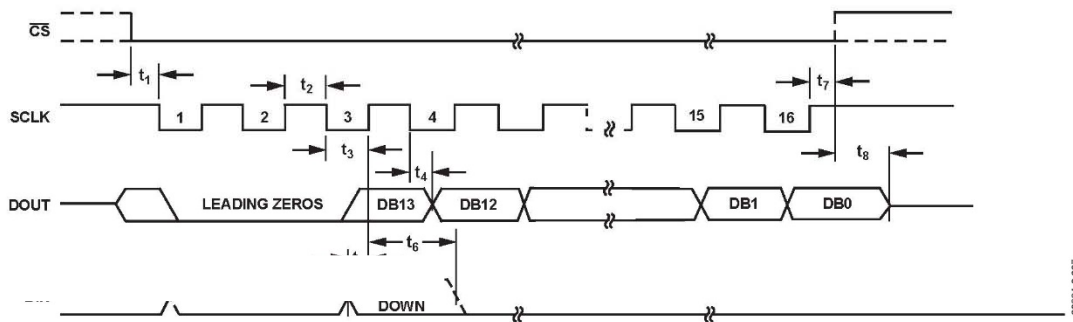 CS
t1
t2
t7
SCLK
1 2 3 4 15 16
t3
t4
t8
DOUT
LEADING ZEROS DB13 DB12 DB1 DB0
t6
DOWN